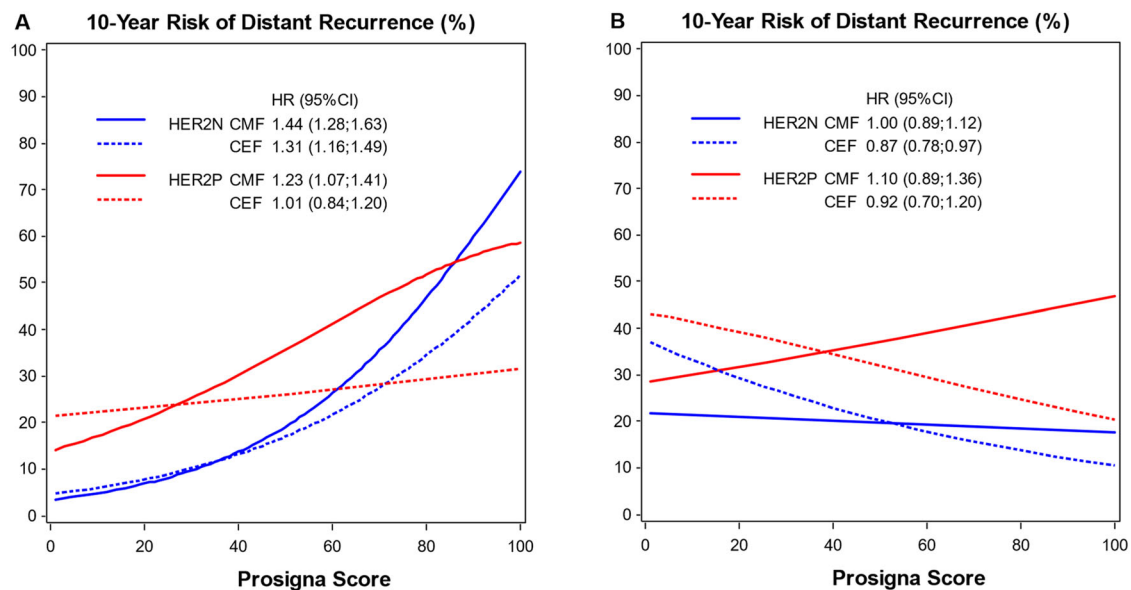 A 10-Year Risk of Distant Recurrence (%)
100
90
80
70
60
50
40
30
20
10
0
HR (95%CI)
HER2N CMF 1.44 (1.28;1.63)
CEF 1.31 (1.16;1.49)
HER2P CMF 1.23 (1.07;1.41)
CEF 1.01 (0.84;1.20)
0 20 40 60 80 100
Prosigna Score
B 10-Year Risk of Distant Recurrence (%)
100
90
80
70
60
50
40
30
20
10
0
HR (95%CI)
HER2N CMF 1.00 (0.89;1.12)
CEF 0.87 (0.78;0.97)
HER2P CMF 1.10 (0.89;1.36)
CEF 0.92 (0.70;1.20)
0 20 40 60 80 100
Prosigna Score